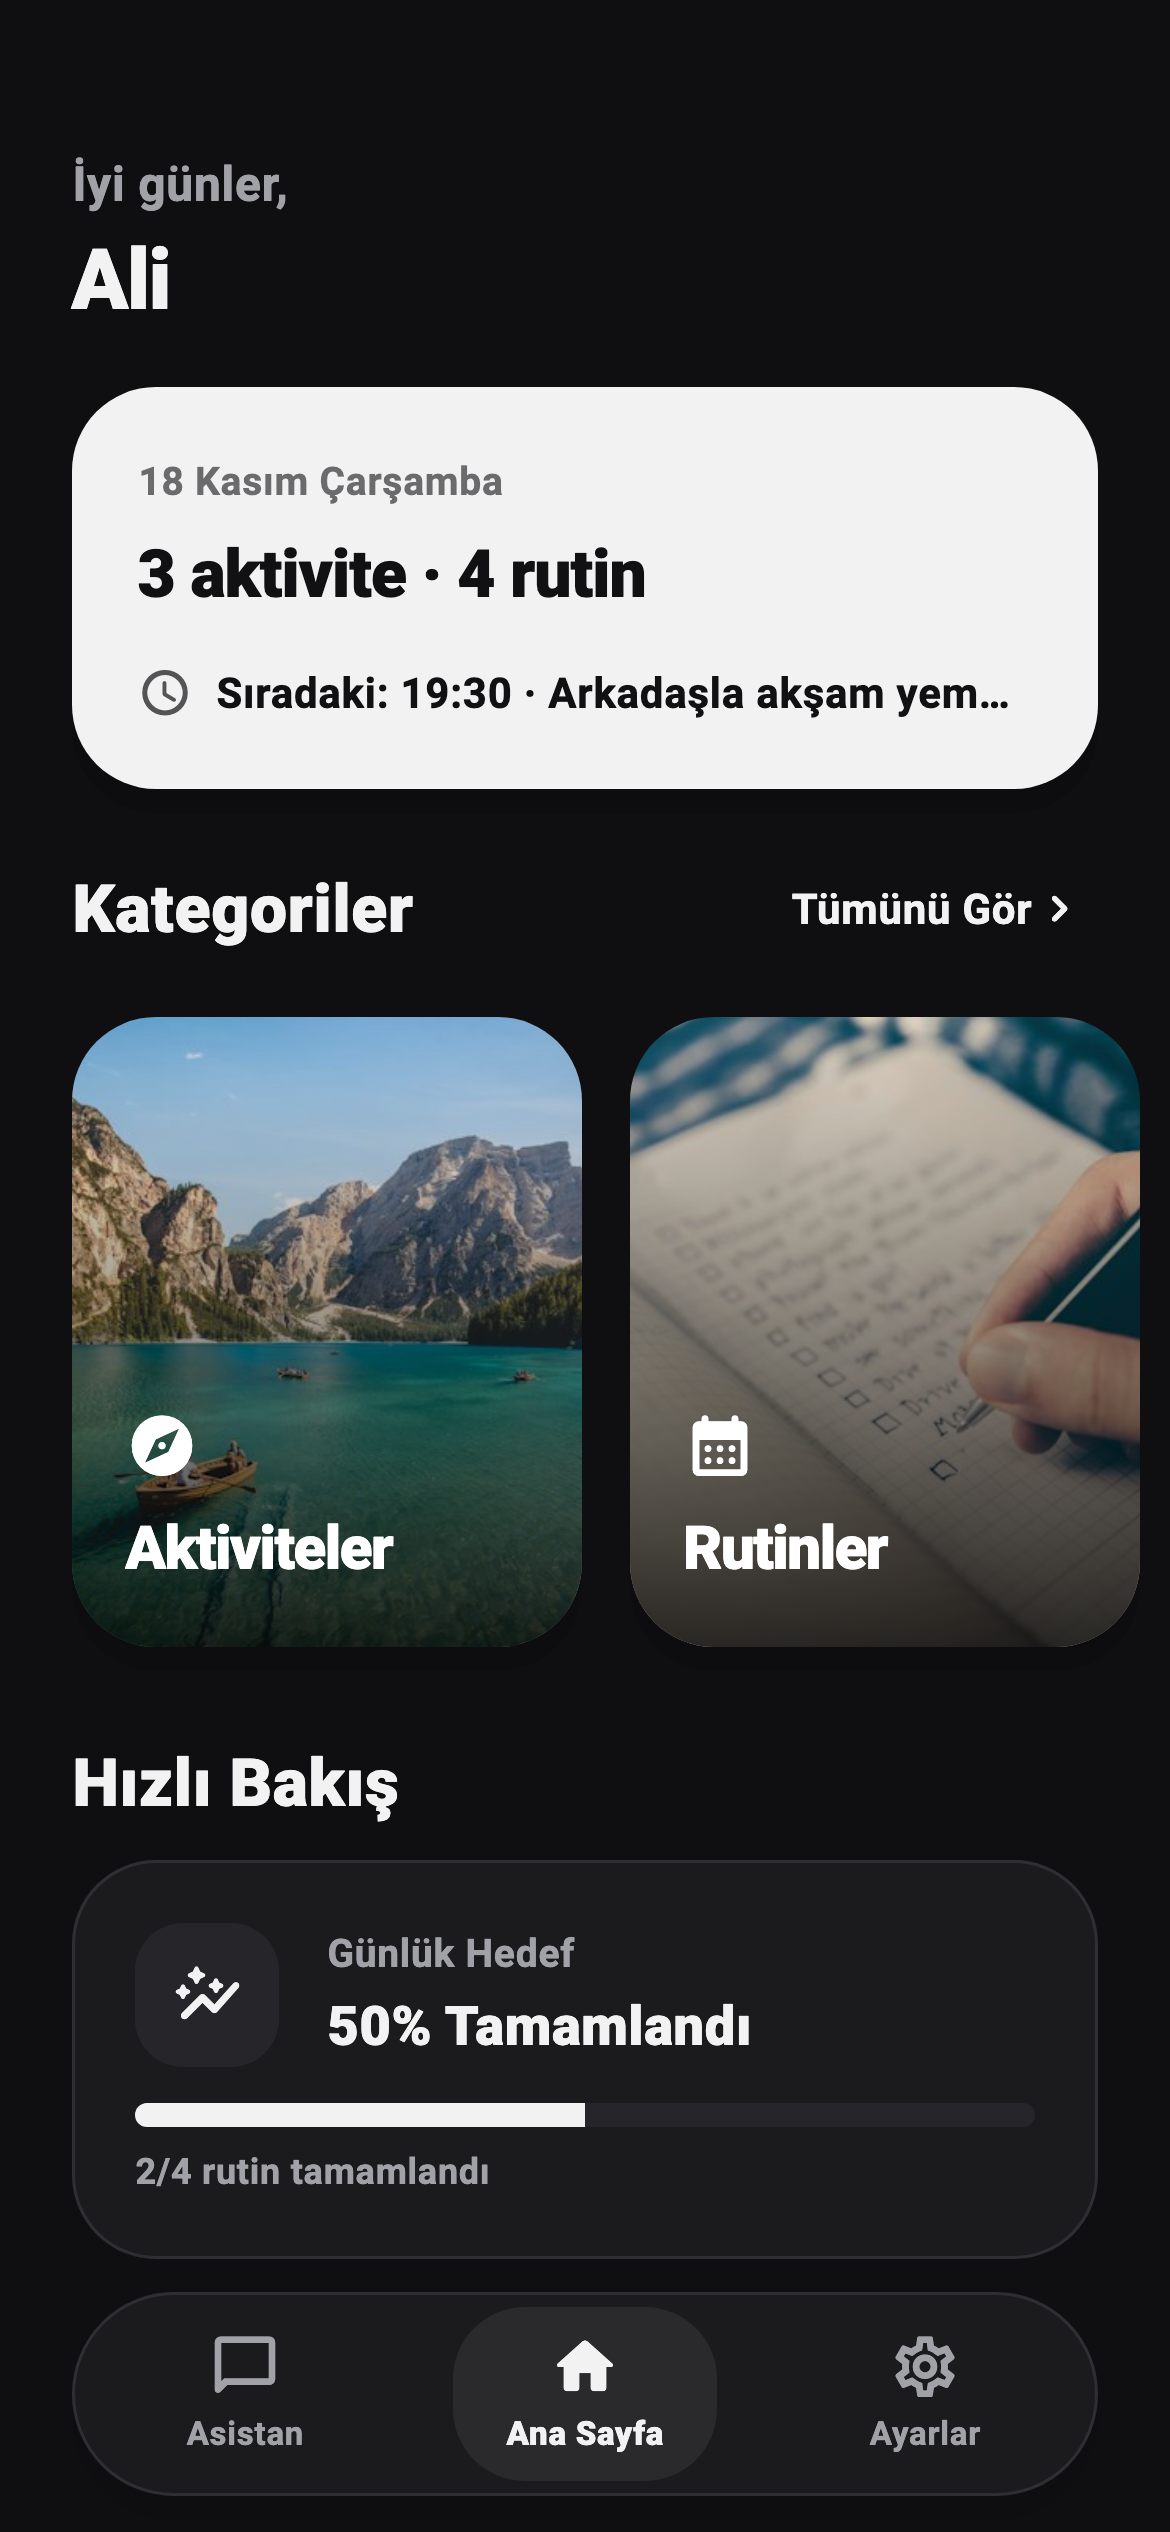 İyi günler,
Ali
18 Kasım Çarşamba
3 aktivite · 4 rutin
Sıradaki: 19:30 · Arkadaşla akşam yem...
Kategoriler
Tümünü Gör
Aktiviteler
Rutinler
Hızlı Bakış
Günlük Hedef
50% Tamamlandı
2/4 rutin tamamlandı
Asistan
Ana Sayfa
Ayarlar